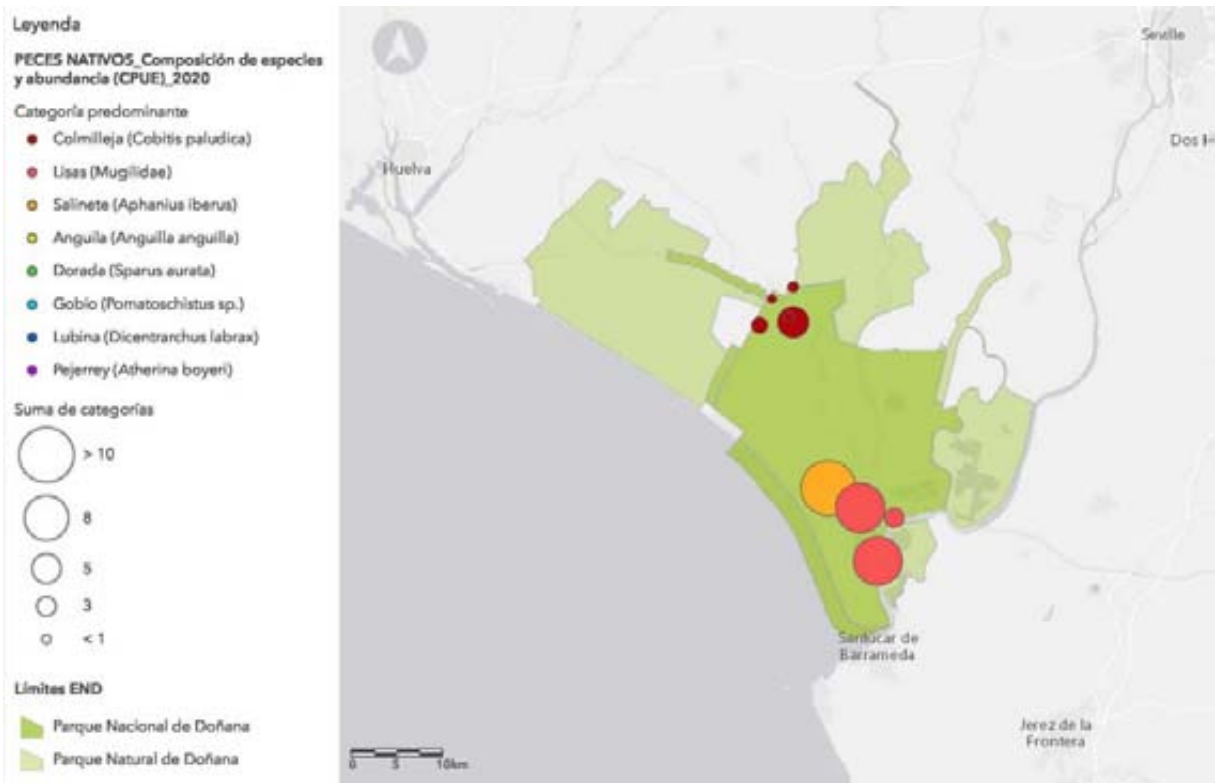 Leyenda
PECES NATIVOS_Composición de especies
y abundancia (CPUE)_2020
Categoría predominante
Colmilleja (Cobitis paludica)
Lisas (Mugilidae)
Salinete (Aphanius iberus)
Anguila (Anguilla anguilla)
Dorada (Sparus aurata)
Gobio (Pomatoschistus sp.)
Lubina (Dicentrarchus labrax)
Pejerrey (Atherina boyeri)
Suma de categorías
> 10
8
5
3
< 1
Límites END
Parque Nacional de Doñana
Parque Natural de Doñana
Seville
Dos H
Huelva
Sanlúcar de
Barrameda
Jerez de la
Frontera
0 5 10km